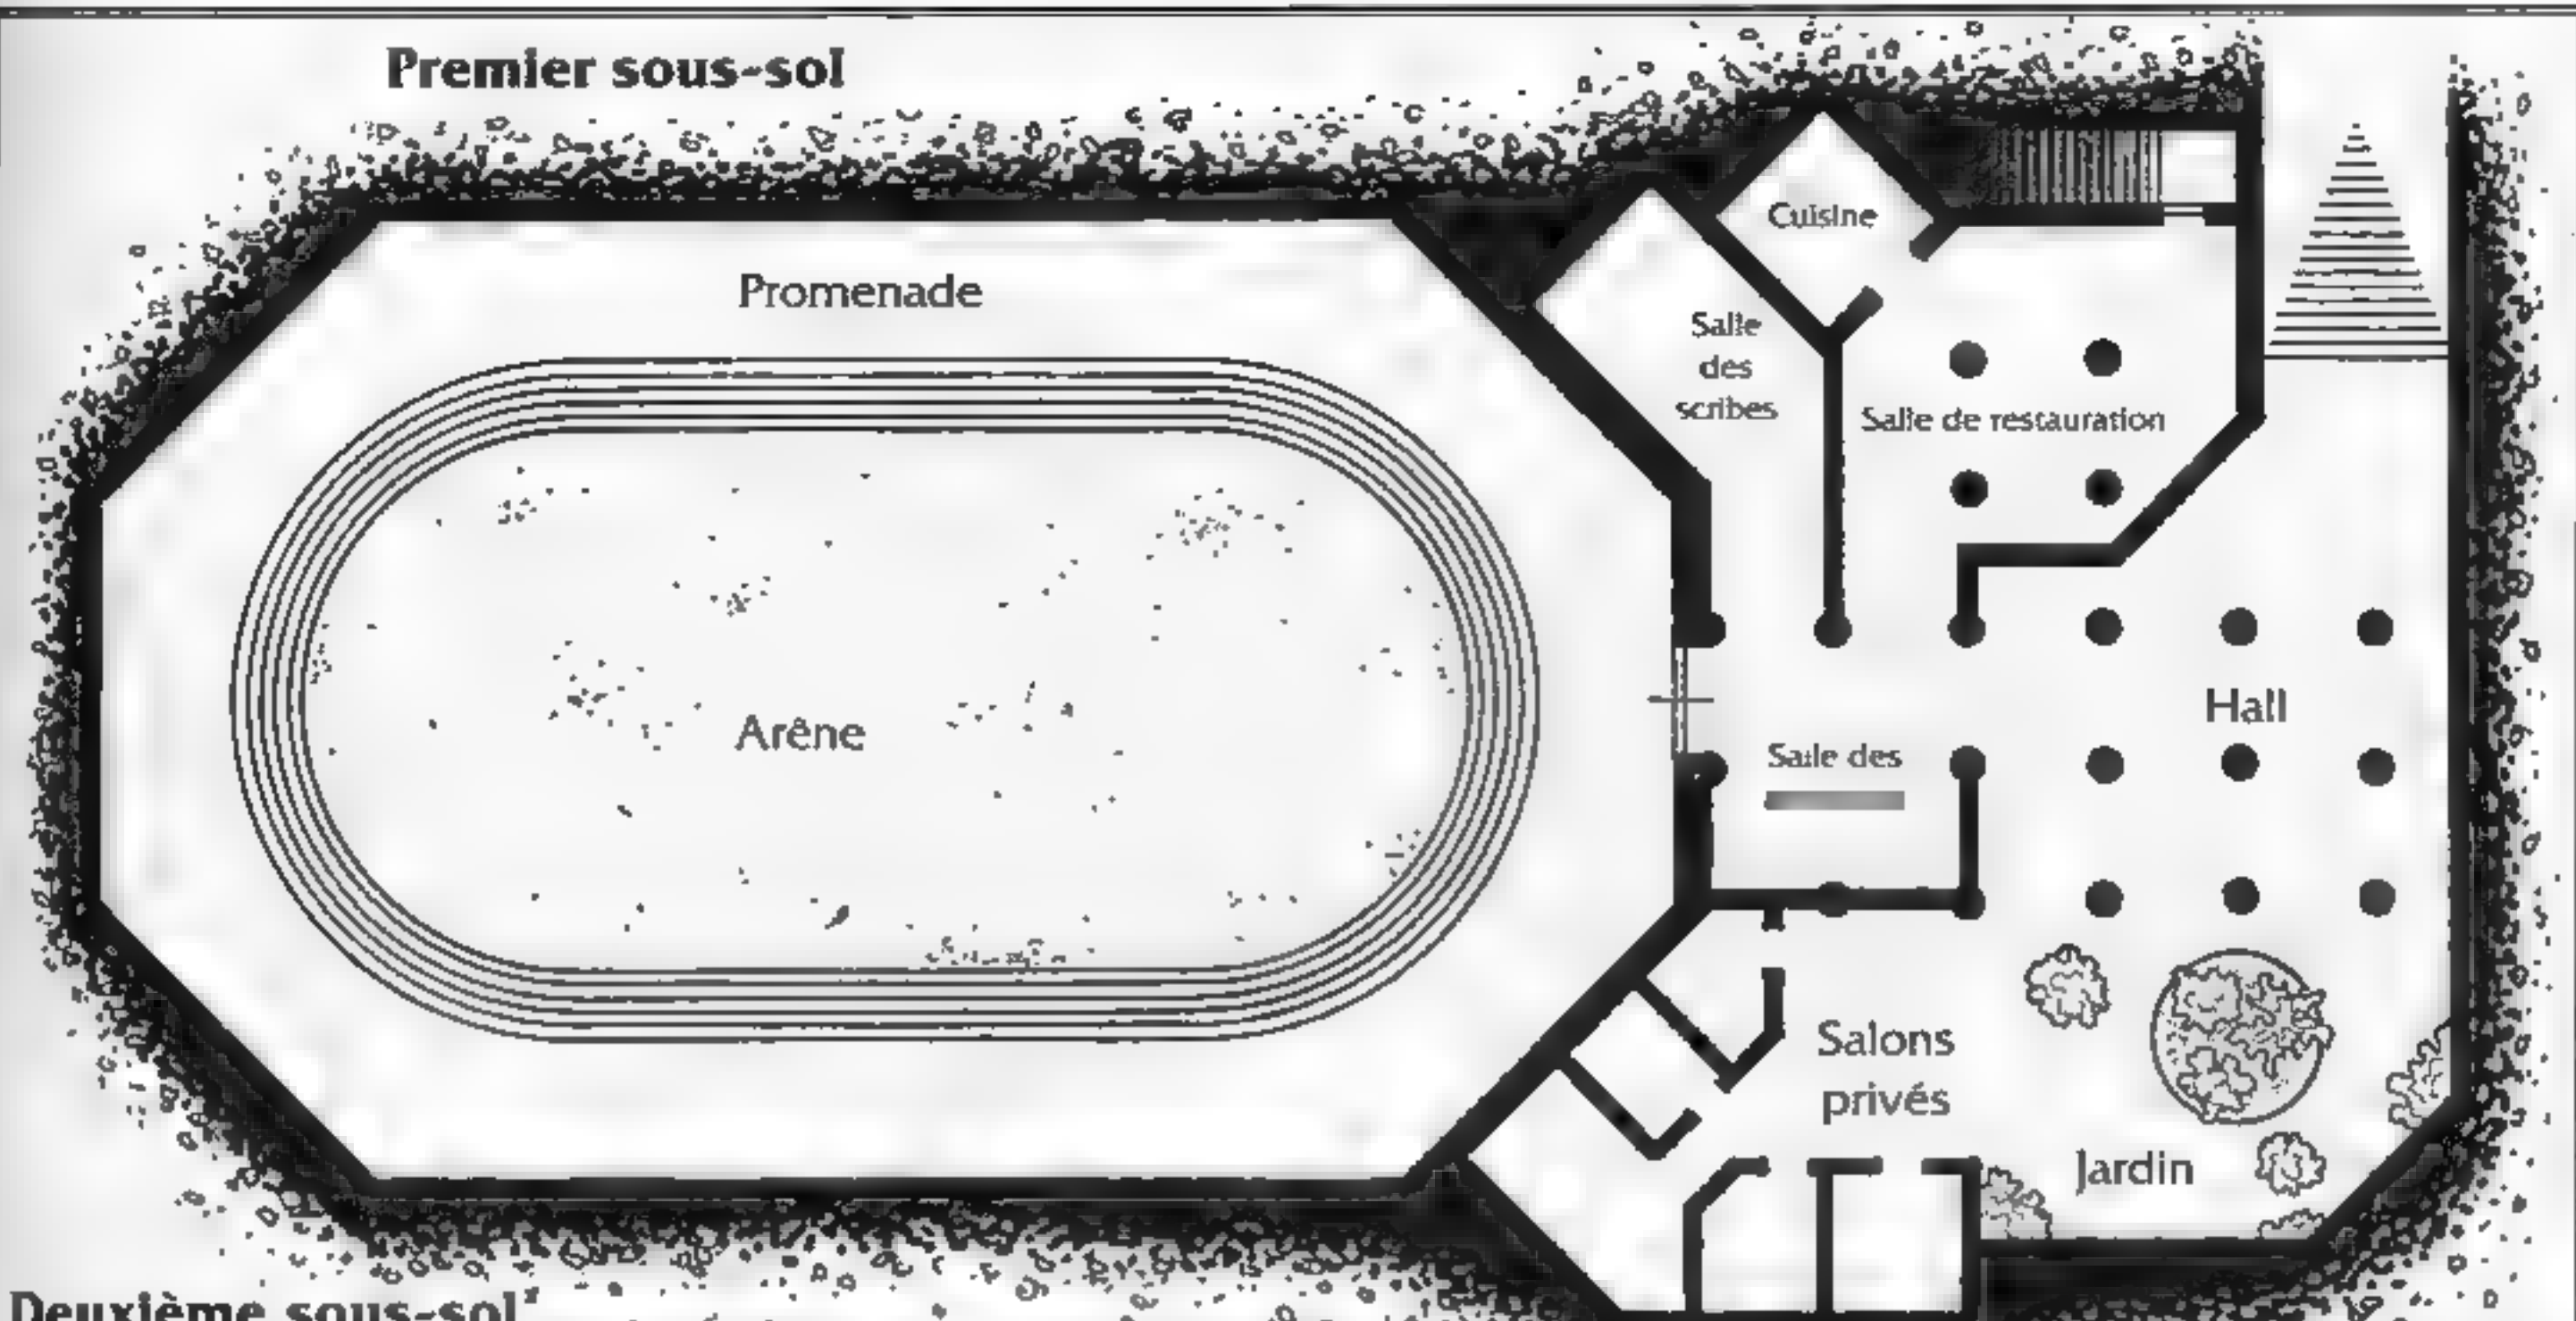 Premier sous-sol
Promenade
Cuisine
Salle
des
scribes
Salle de restauration
Arêne
Hall
Salle des
Salons
privés
Jardin
Deuxième sous-sol